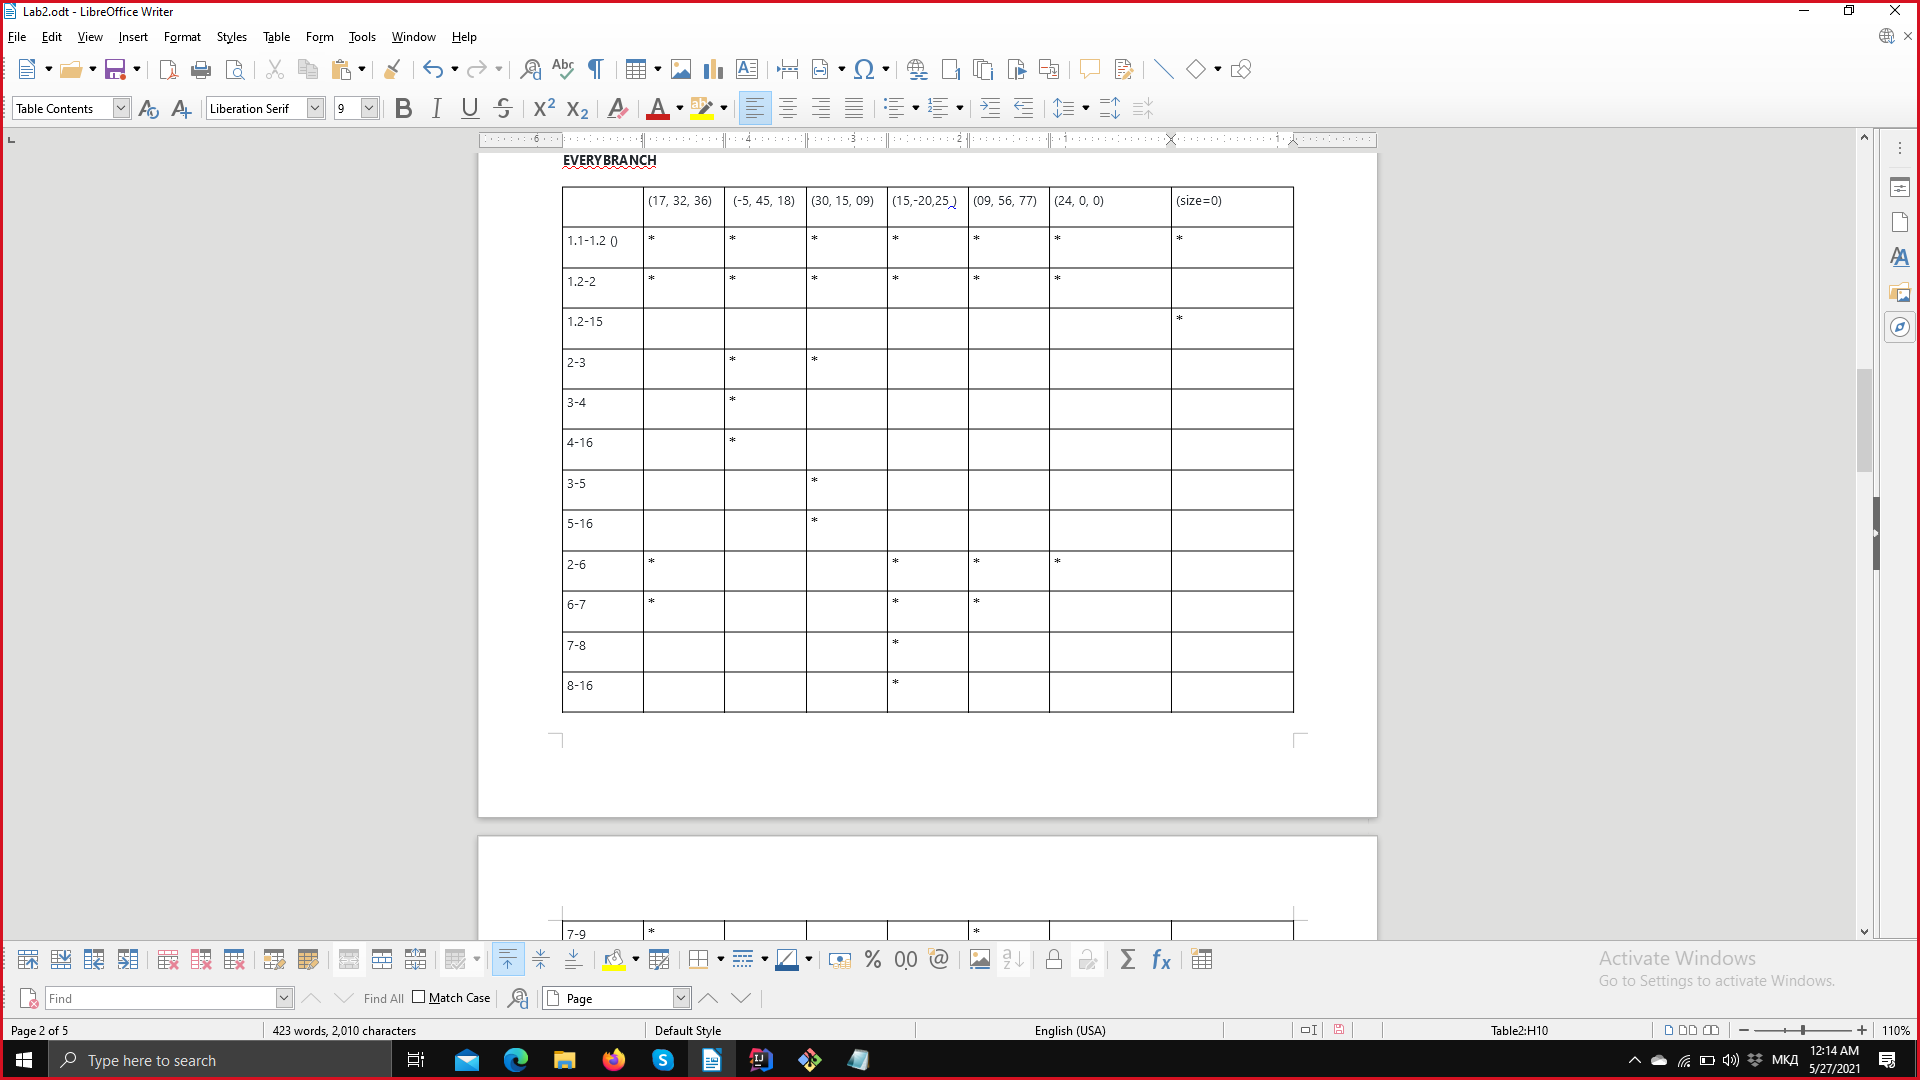 Lab2.odt - LibreOffice Writer
File Edit View Insert Format Styles Table Form Tools Window Help
Table Contents Liberation Serif 9
EVERYBRANCH
(17, 32, 36) (-5, 45, 18) (30, 15, 09) (15,-20,25 ) (09, 56, 77) (24, 0, 0) (size=0)
1.1-1.2 () * * * * * * *
1.2-2 * * * * * *
1.2-15 *
2-3 * *
3-4 *
4-16 *
3-5 *
5-16 *
2-6 * * * *
6-7 * * *
7-8 *
8-16 *
7-9 * *
Activate Windows
Go to Settings to activate Windows.
Find Find All Match Case Page
Page 2 of 5 423 words, 2,010 characters Default Style English (USA) Table2:H10 110%
Type here to search МКД 12:14 AM
5/27/2021